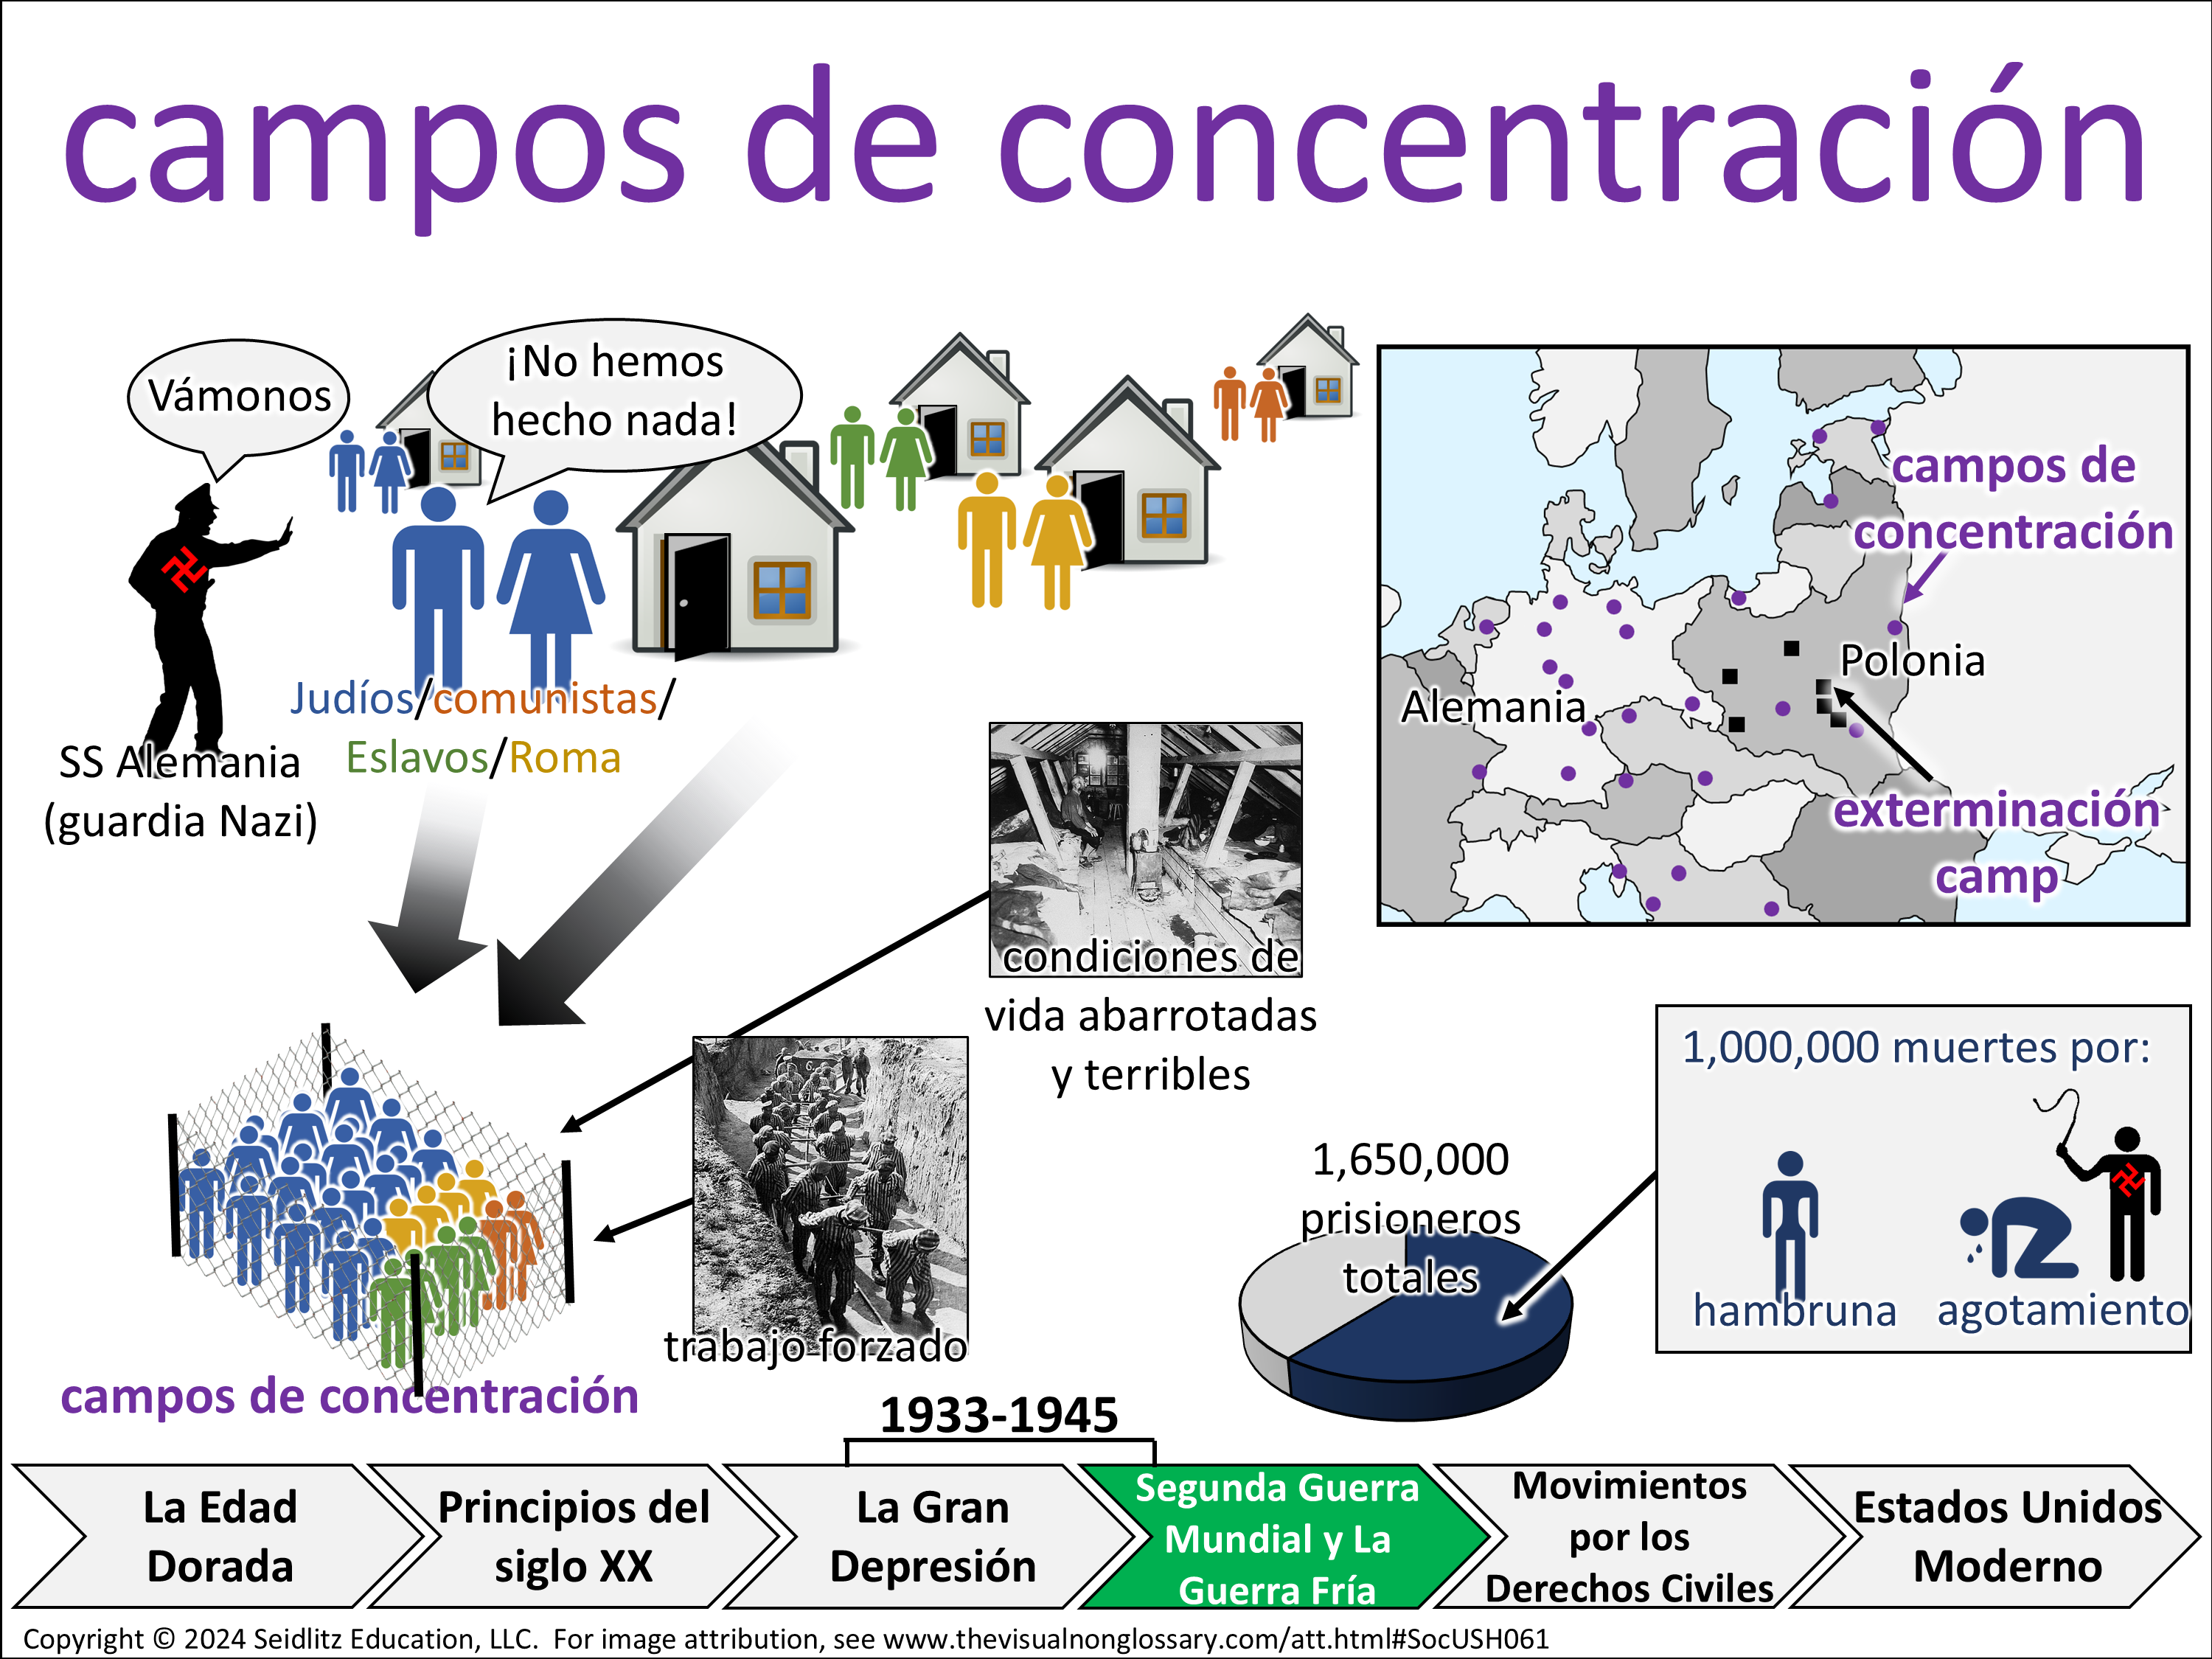 campos de concentración
Vámonos
¡No hemos
hecho nada!
SS Alemania
(guardia Nazi)
Judíos/comunistas/
Eslavos/Roma
campos de
concentración
Polonia
Alemania
exterminación
camp
condiciones de
vida abarrotadas
y terribles
trabajo forzado
campos de concentración
1,650,000
prisioneros
totales
1,000,000 muertes por:
hambruna
agotamiento
1933-1945
La Edad
Dorada
Principios del
siglo XX
La Gran
Depresión
Segunda Guerra
Mundial y La
Guerra Fría
Movimientos
por los
Derechos Civiles
Estados Unidos
Moderno
Copyright © 2024 Seidlitz Education, LLC.  For image attribution, see www.thevisualnonglossary.com/att.html#SocUSH061